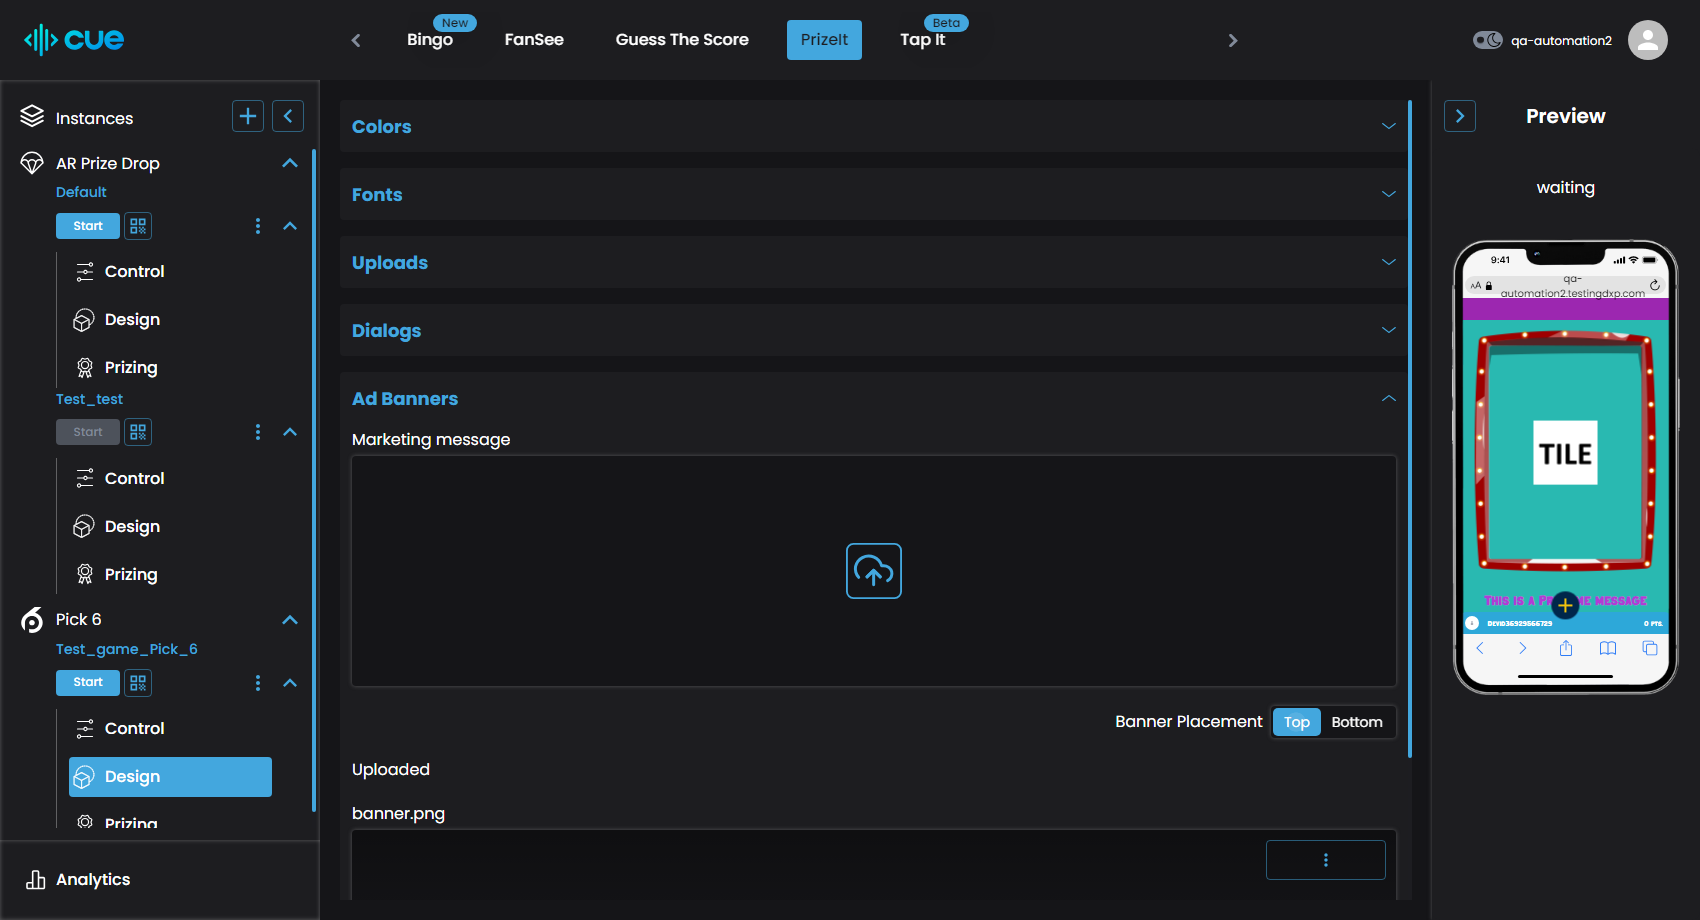 cue
New
Bingo
FanSee
Guess The Score
PrizeIt
Beta
Tap It
qa-automation2
Instances
AR Prize Drop
Default
Start
Control
Design
Prizing
Test_test
Start
Control
Design
Prizing
Pick 6
Test_game_Pick_6
Start
Control
Design
Prizing
Analytics
Colors
Fonts
Uploads
Dialogs
Ad Banners
Marketing message
Banner Placement
Top
Bottom
Uploaded
banner.png
Preview
waiting
9:41
AA
qa-
automation2.testingdxp.com
TILE
THIS IS A PR ME MESSAGE
0 PTS.